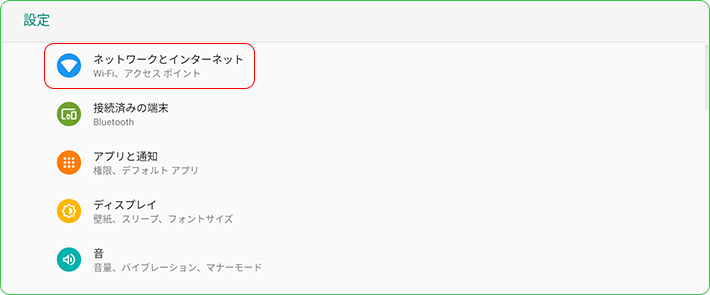 設定
ネットワークとインターネット
Wi-Fi、アクセス ポイント
接続済みの端末
Bluetooth
アプリと通知
権限、デフォルト アプリ
ディスプレイ
壁紙、スリープ、フォントサイズ
音
音量、バイブレーション、マナーモード